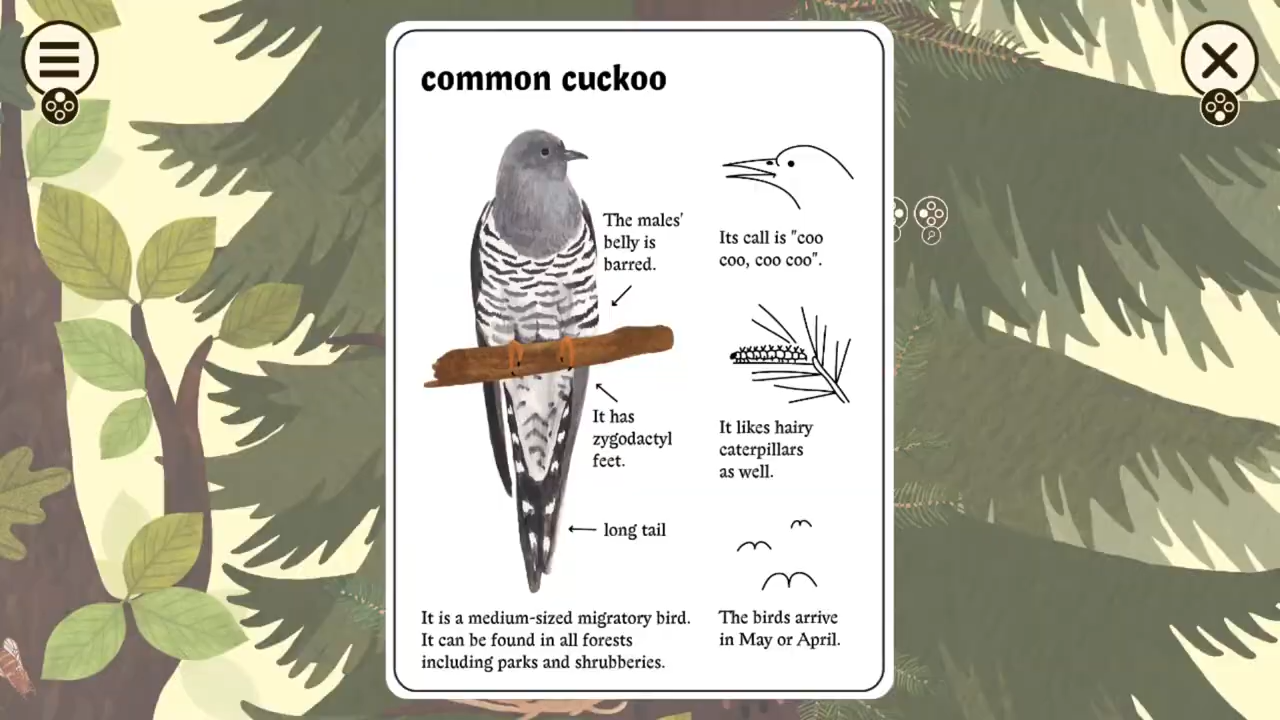 common cuckoo
The males'
belly is
barred.
It has
zygodactyl
feet.
long tail
It is a medium-sized migratory bird.
It can be found in all forests
including parks and shrubberies.
Its call is "coo
coo, coo coo".
It likes hairy
caterpillars
as well.
The birds arrive
in May or April.